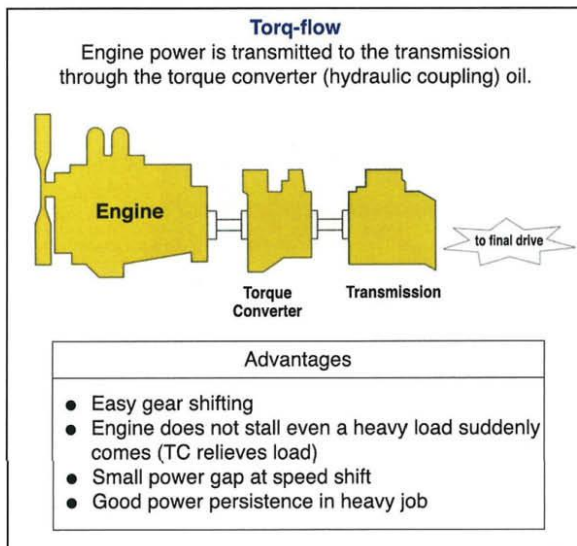 Torq-flow
Engine power is transmitted to the transmission
through the torque converter (hydraulic coupling) oil.
Engine
to final drive
Torque
Converter
Transmission
Advantages
● Easy gear shifting
● Engine does not stall even a heavy load suddenly
comes (TC relieves load)
● Small power gap at speed shift
● Good power persistence in heavy job